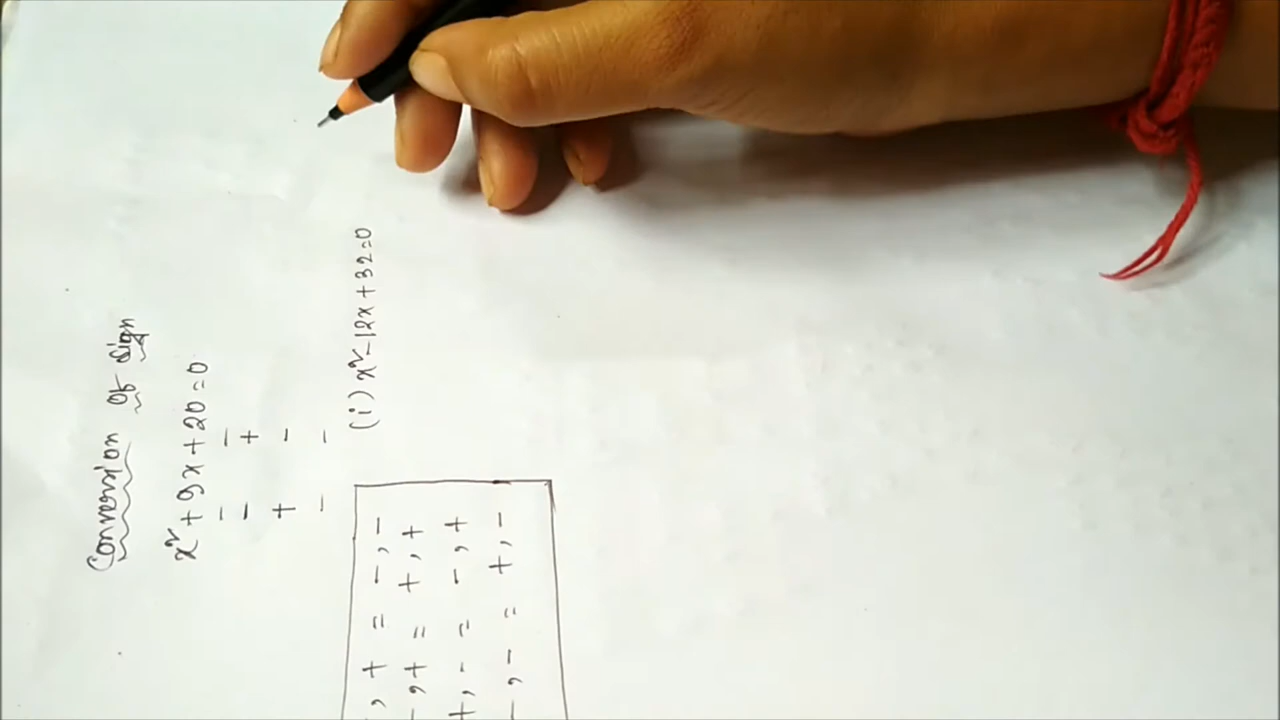 Conversion of sign
x² + 9x + 20 = 0
- -
- +
+ -
- -
(i) x² - 12x + 32 = 0
, + = -, -
-, + = +, +
+, - = -, +
-, - = +, -